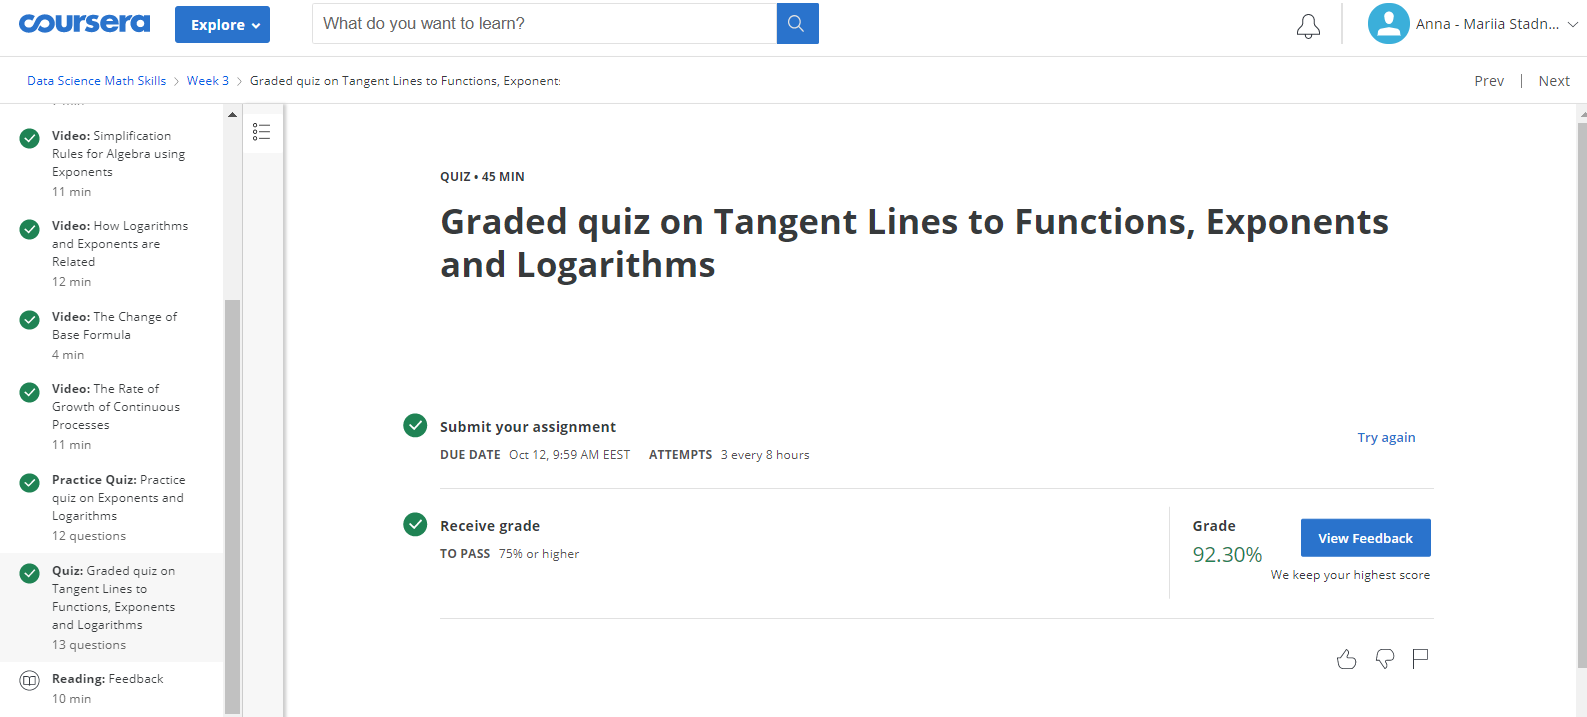 coursera
Explore
What do you want to learn?
Anna - Mariia Stadn...
Data Science Math Skills > Week 3 > Graded quiz on Tangent Lines to Functions, Exponents
Prev | Next
Video: Simplification
Rules for Algebra using
Exponents
11 min
Video: How Logarithms
and Exponents are
Related
12 min
Video: The Change of
Base Formula
4 min
Video: The Rate of
Growth of Continuous
Processes
11 min
Practice Quiz: Practice
quiz on Exponents and
Logarithms
12 questions
Quiz: Graded quiz on
Tangent Lines to
Functions, Exponents
and Logarithms
13 questions
Reading: Feedback
10 min
QUIZ • 45 MIN
Graded quiz on Tangent Lines to Functions, Exponents
and Logarithms
Submit your assignment
DUE DATE Oct 12, 9:59 AM EEST ATTEMPTS 3 every 8 hours
Try again
Receive grade
TO PASS 75% or higher
Grade
92.30%
View Feedback
We keep your highest score